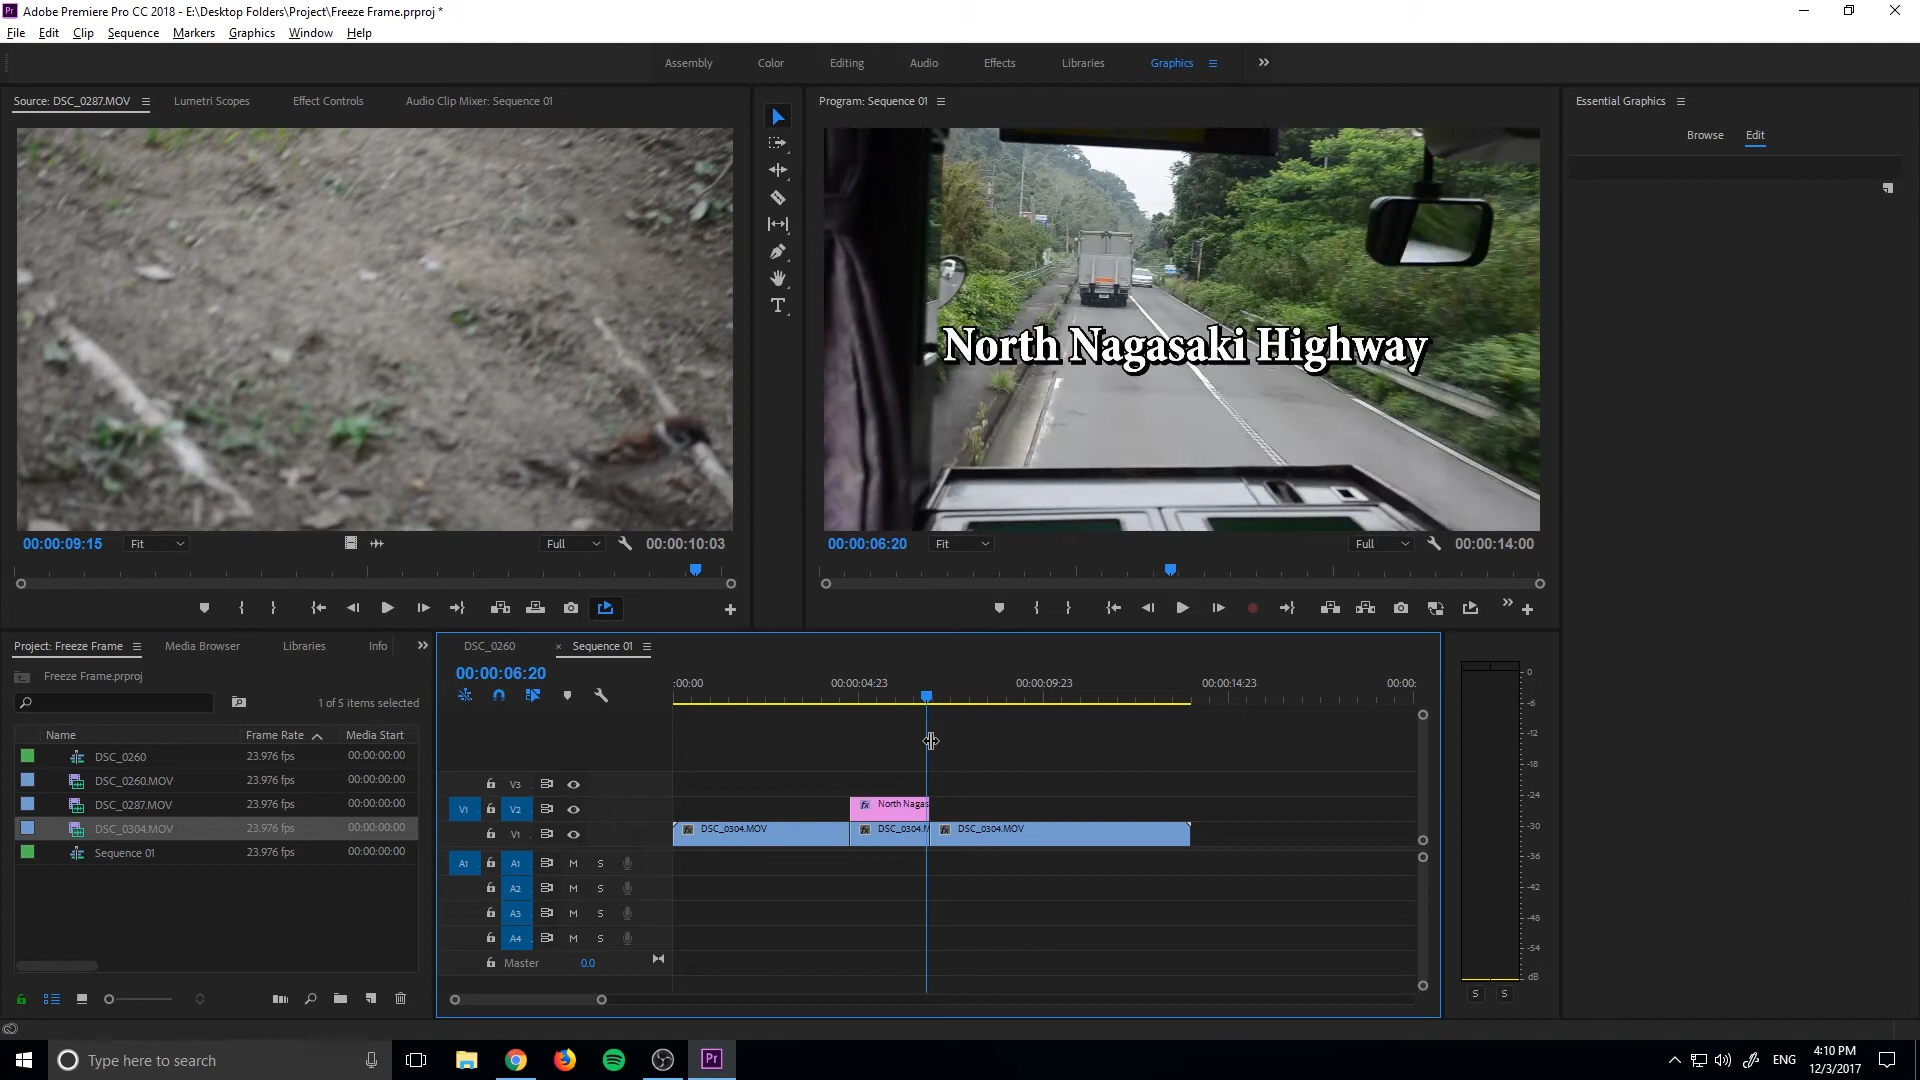 Pr Adobe Premiere Pro CC 2018 - E:\Desktop Folders\Project\Freeze Frame.prproj *
File Edit Clip Sequence Markers Graphics Window Help
Assembly Color Editing Audio Effects Libraries Graphics
Source: DSC_0287.MOV Lumetri Scopes Effect Controls Audio Clip Mixer: Sequence 01
Program: Sequence 01
Essential Graphics
Browse Edit
North Nagasaki Highway
00:00:09:15 Fit Full 00:00:10:03
00:00:06:20 Fit Full 00:00:14:00
Project: Freeze Frame Media Browser Libraries Info
Freeze Frame.prproj
1 of 5 items selected
Name Frame Rate Media Start
DSC_0260 23.976 fps 00:00:00:00
DSC_0260.MOV 23.976 fps 00:00:00:00
DSC_0287.MOV 23.976 fps 00:00:00:00
DSC_0304.MOV 23.976 fps 00:00:00:00
Sequence 01 23.976 fps
DSC_0260 × Sequence 01
00:00:06:20
:00:00 00:00:04:23 00:00:09:23 00:00:14:23 00:00:
V3
V1 V2 fx North Nagas
V1 fx DSC_0304.MOV fx DSC_0304.M fx DSC_0304.MOV
A1 A1 M S
A2 M S
A3 M S
A4 M S
Master 0.0
0
-6
-12
-18
-24
-30
-36
-42
-48
-54
dB
S S
Type here to search
Pr
ENG
4:10 PM
12/3/2017